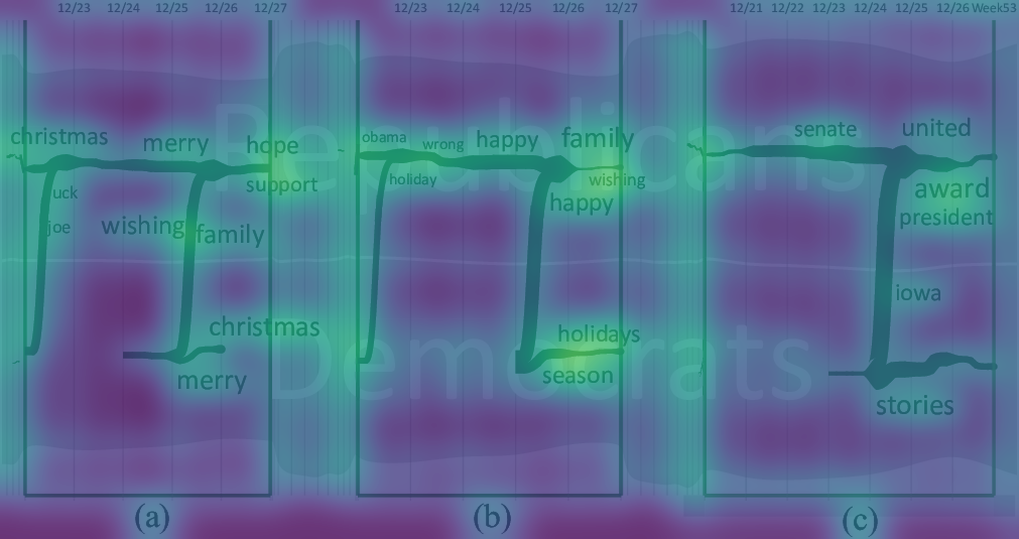 12/23 12/24 12/25 12/26 12/27
12/23 12/24 12/25 12/26 12/27
12/21 12/22 12/23 12/24 12/25 12/26 Week53
Republicans
Democrats
christmas
merry
hope
support
uck
joe
wishing
family
christmas
merry
(a)
obama
wrong
happy
family
holiday
wishing
happy
holidays
season
(b)
senate
united
award
president
iowa
stories
(c)